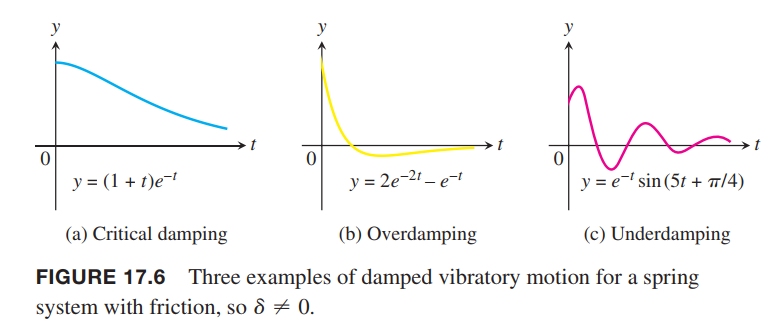 y
t
0
y = (1 + t)e⁻ᵗ
(a) Critical damping
y
t
0
y = 2e⁻²ᵗ – e⁻ᵗ
(b) Overdamping
y
t
0
y = e⁻ᵗ sin (5t + π/4)
(c) Underdamping
FIGURE 17.6 Three examples of damped vibratory motion for a spring
system with friction, so δ ≠ 0.